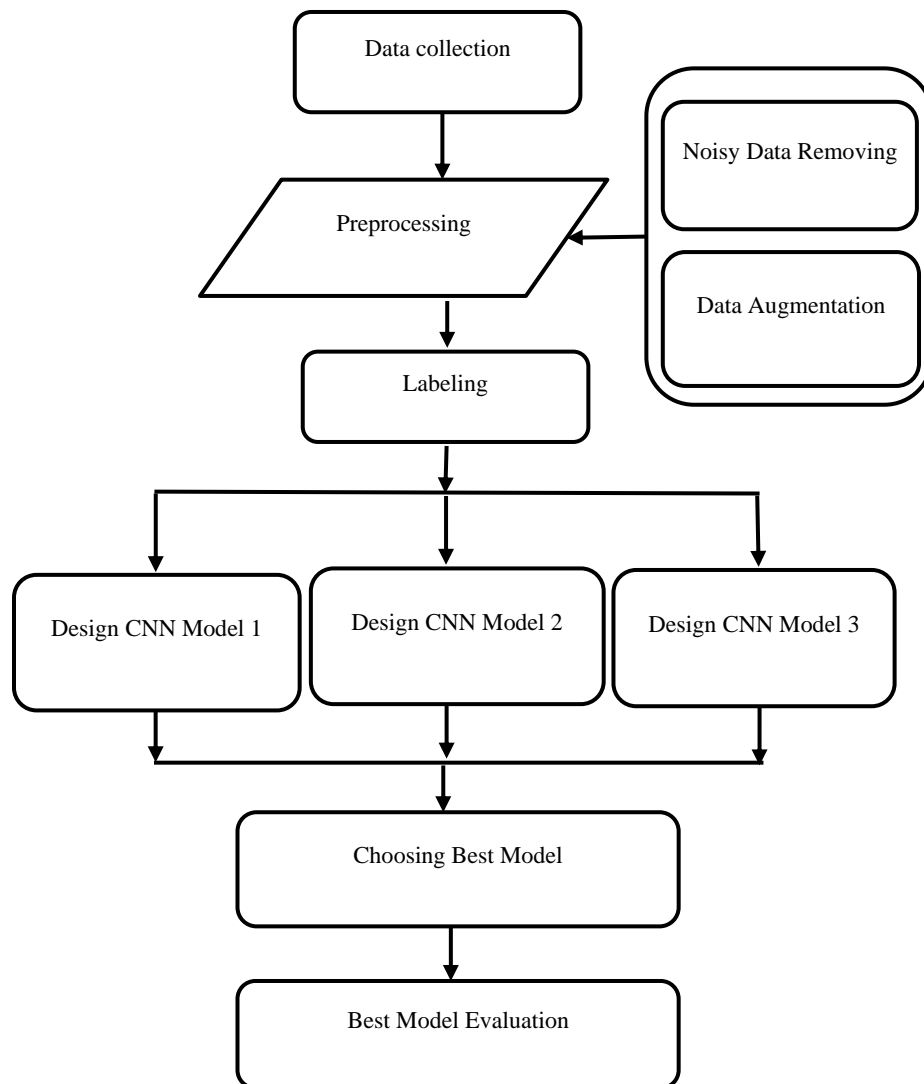 Data collection
Noisy Data Removing
Preprocessing
Data Augmentation
Labeling
Design CNN Model 1
Design CNN Model 2
Design CNN Model 3
Choosing Best Model
Best Model Evaluation